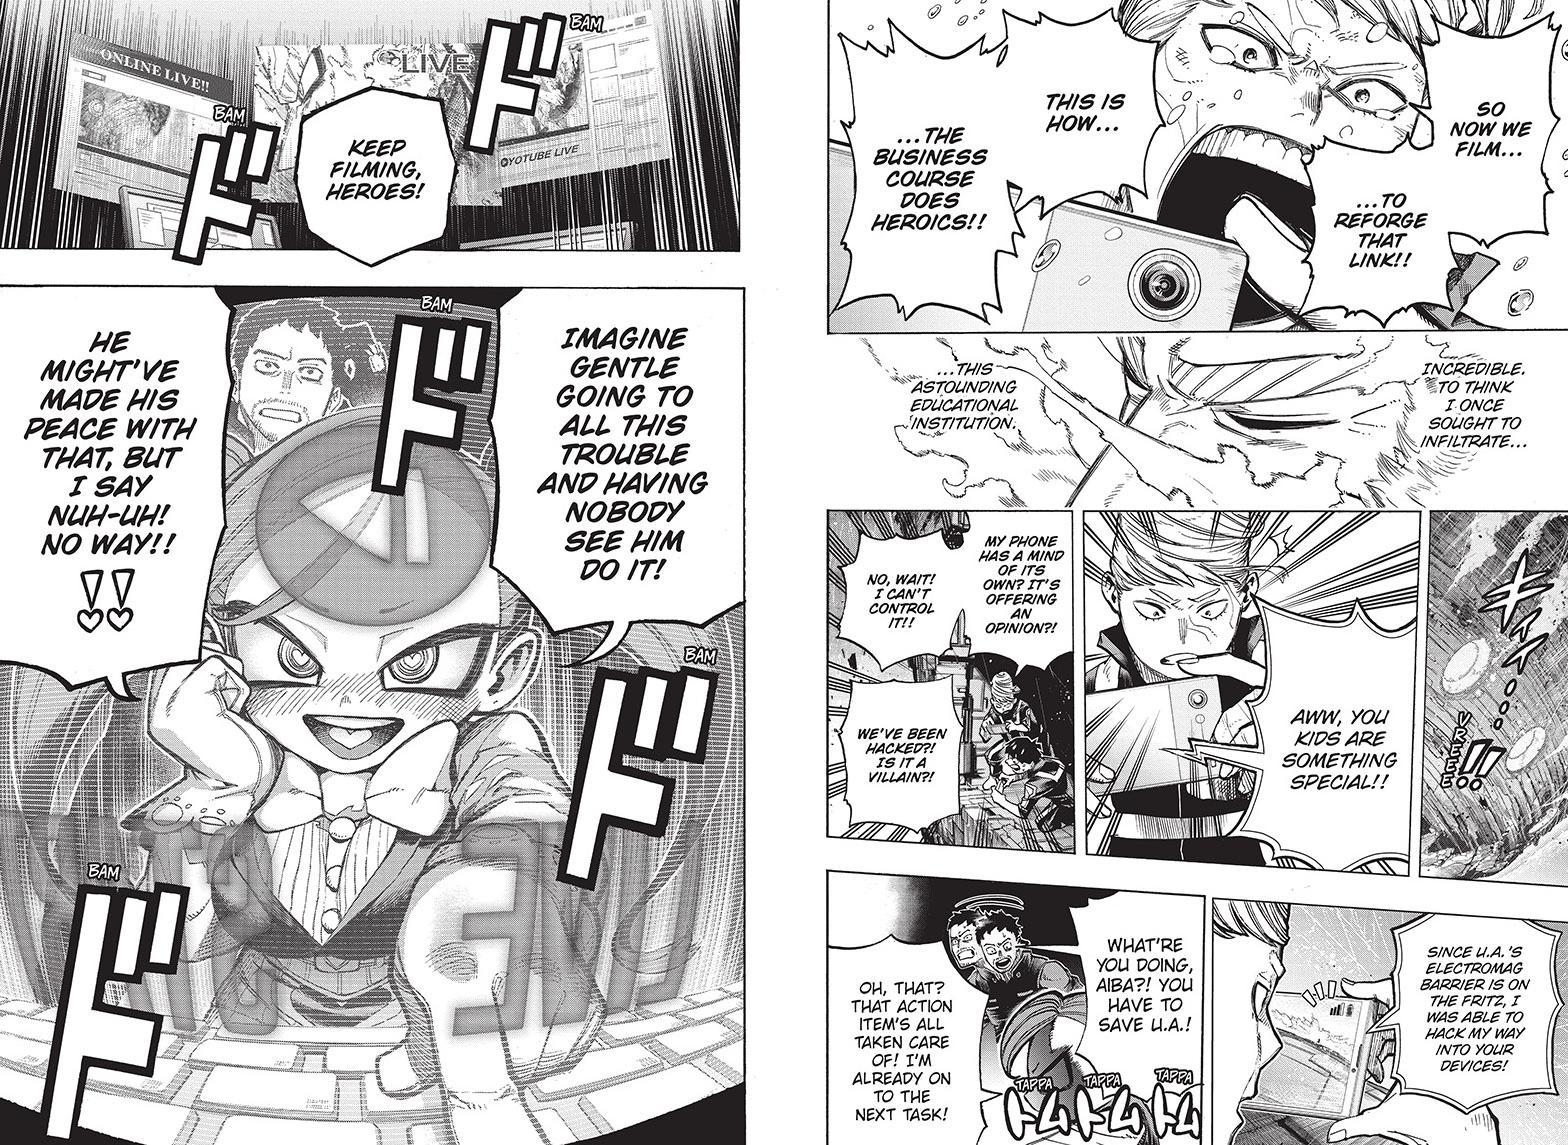 SO
NOW WE
FILM...
...TO
REFORGE
THAT
LINK!!
THIS IS
HOW...
...THE
BUSINESS
COURSE
DOES
HEROICS!!
INCREDIBLE.
TO THINK
I ONCE
SOUGHT TO
INFILTRATE...
...THIS
ASTOUNDING
EDUCATIONAL
INSTITUTION.
VREEEE
AWW, YOU
KIDS ARE
SOMETHING
SPECIAL!!
MY PHONE
HAS A MIND
OF ITS
OWN? IT'S
OFFERING
AN
OPINION?!
NO, WAIT!
I CAN'T
CONTROL
IT!!
WE'VE BEEN
HACKED?!
IS IT A
VILLAIN?!
SINCE U.A.'S
ELECTROMAG
BARRIER IS ON
THE FRITZ, I
WAS ABLE TO
HACK MY WAY
INTO YOUR
DEVICES!
WHAT'RE
YOU DOING,
AIBA?! YOU
HAVE TO
SAVE U.A.!
TAPPA
TAPPA
TAPPA
トムトムトム
OH, THAT?
THAT ACTION
ITEM'S ALL
TAKEN CARE
OF! I'M
ALREADY ON
TO THE
NEXT TASK!
BAM
ド
LIVE
YOTUBE LIVE
ONLINE LIVE!!
BAM
ド
KEEP
FILMING,
HEROES!
BAM
ド
IMAGINE
GENTLE
GOING TO
ALL THIS
TROUBLE
AND HAVING
NOBODY
SEE HIM
DO IT!
HE
MIGHT'VE
MADE HIS
PEACE WITH
THAT, BUT
I SAY
NUH-UH!
NO WAY!!
BAM
ド
BAM
ド